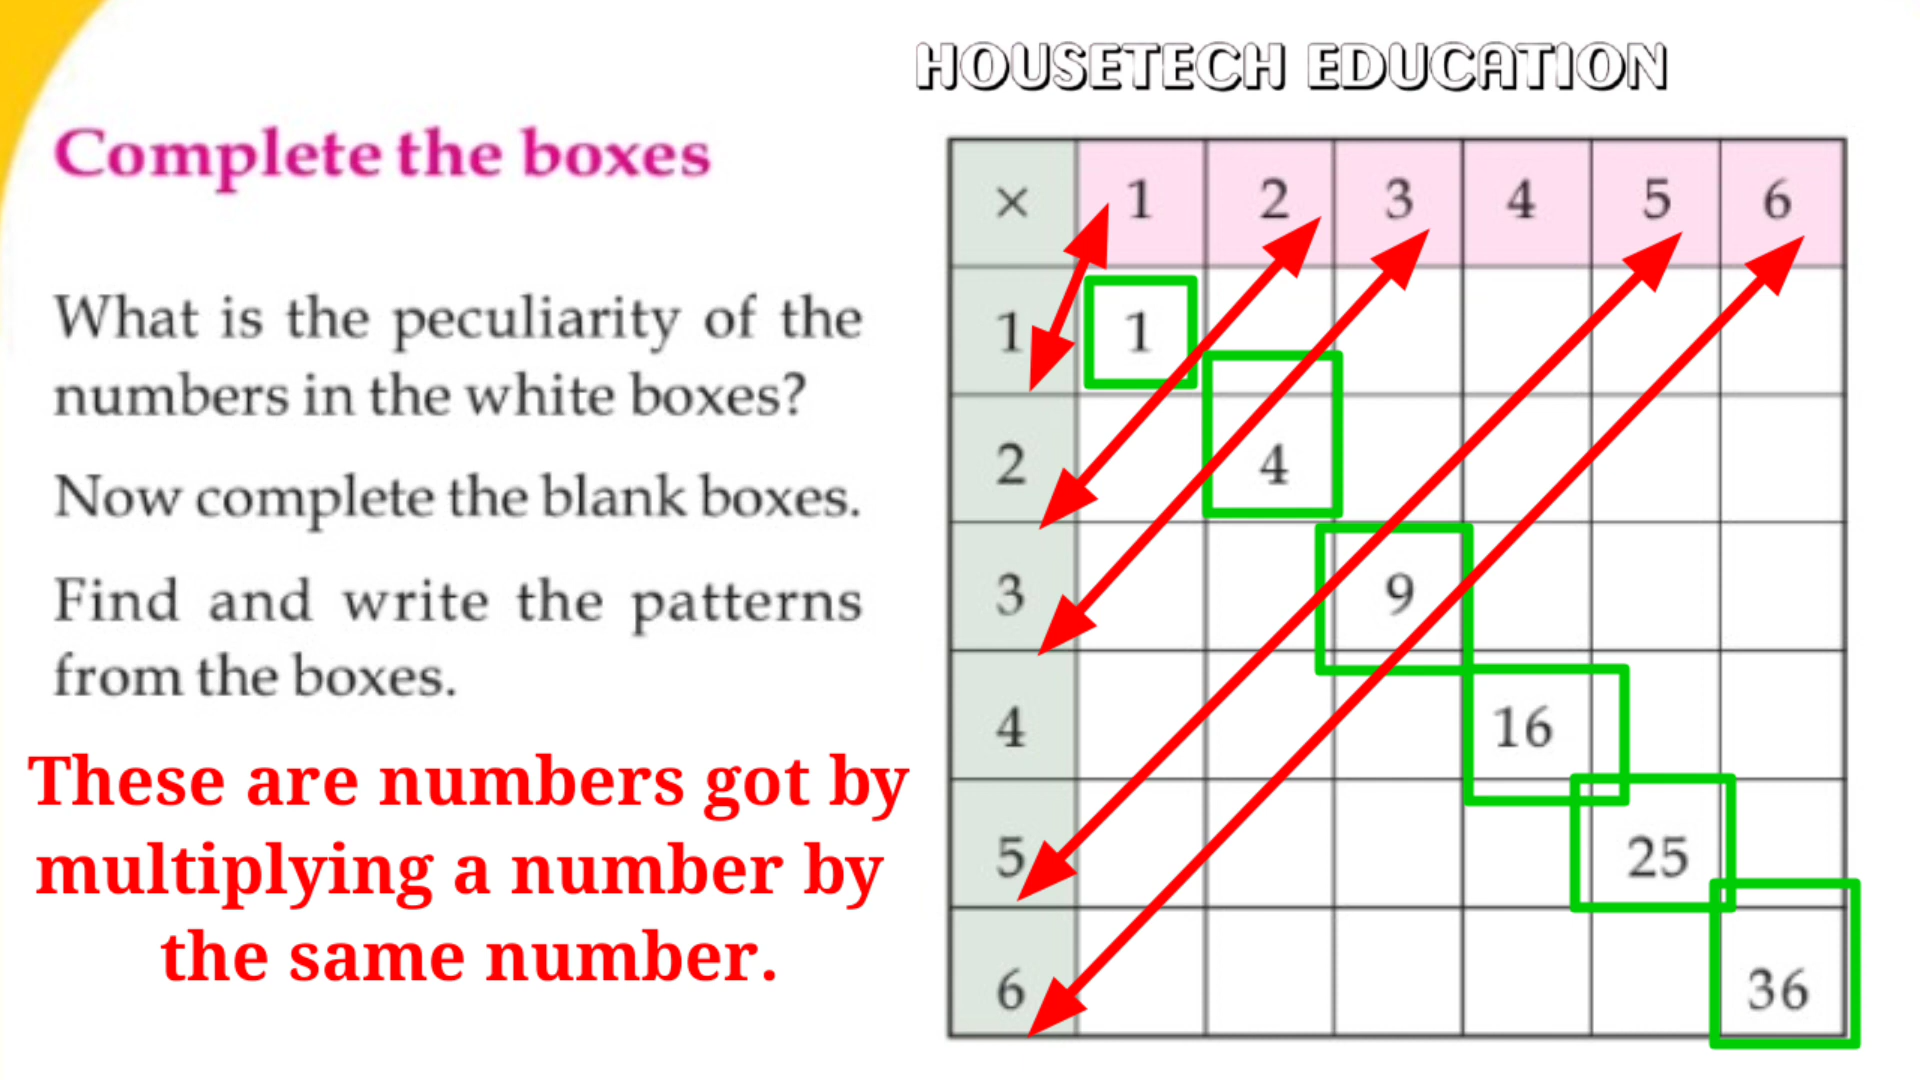 HOUSETECH EDUCATION
Complete the boxes
What is the peculiarity of the
numbers in the white boxes?
Now complete the blank boxes.
Find and write the patterns
from the boxes.
These are numbers got by
multiplying a number by
the same number.
× 1 2 3 4 5 6
1 1
2 4
3 9
4 16
5 25
6 36